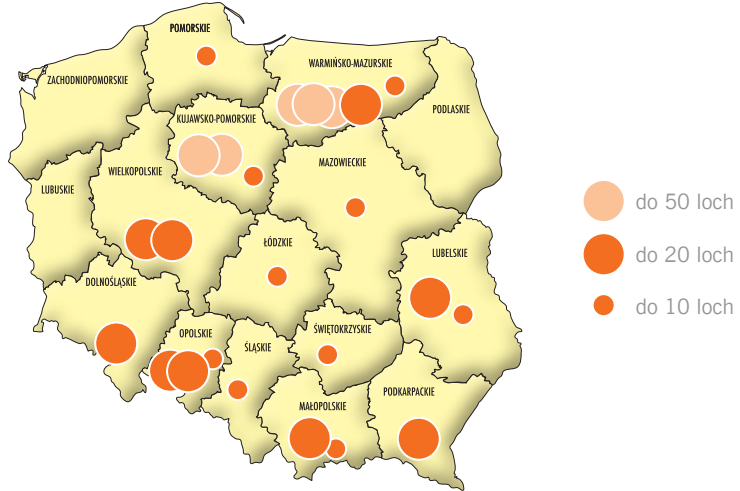 POMORSKIE
WARMIŃSKO-MAZURSKIE
ZACHODNIOPOMORSKIE
PODLASKIE
KUJAWSKO-POMORSKIE
MAZOWIECKIE
WIELKOPOLSKIE
LUBUSKIE
do 50 loch
ŁÓDZKIE
LUBELSKIE
do 20 loch
DOLNOŚLĄSKIE
do 10 loch
OPOLSKIE
ŚWIĘTOKRZYSKIE
ŚLĄSKIE
PODKARPACKIE
MAŁOPOLSKIE